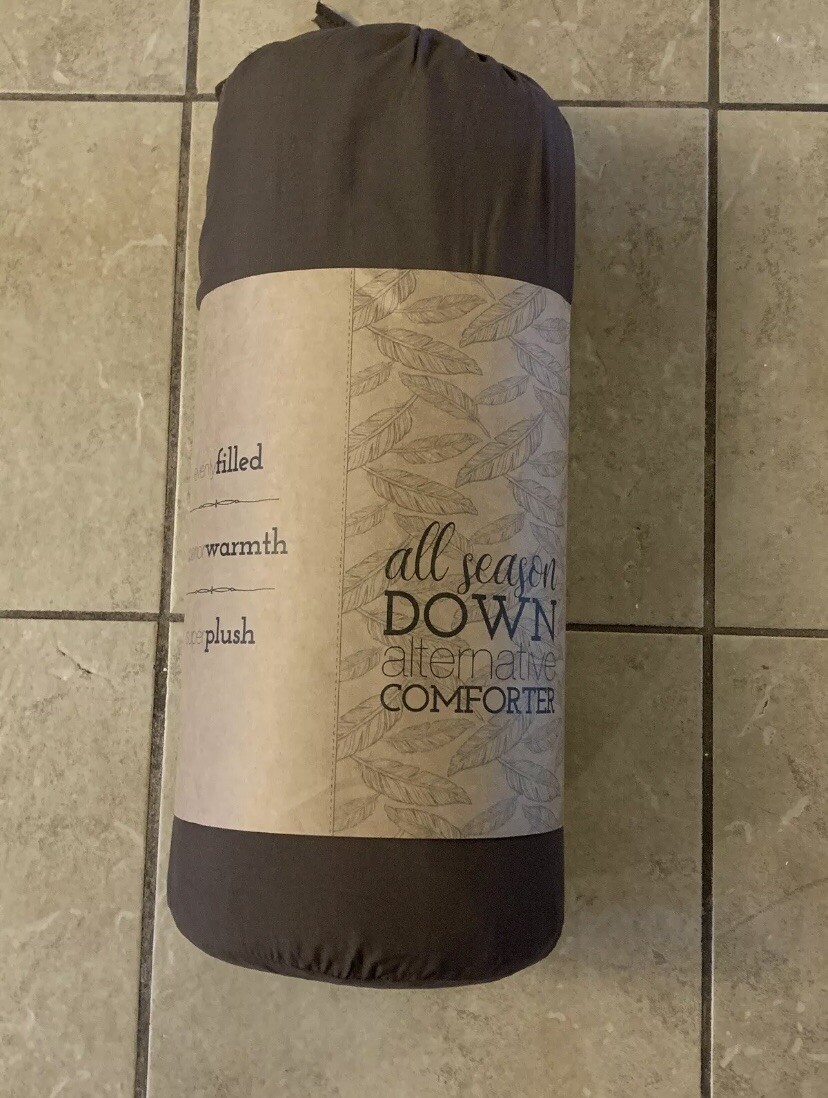 filled
warmth
plush
all season
DOWN
alternative
COMFORTER